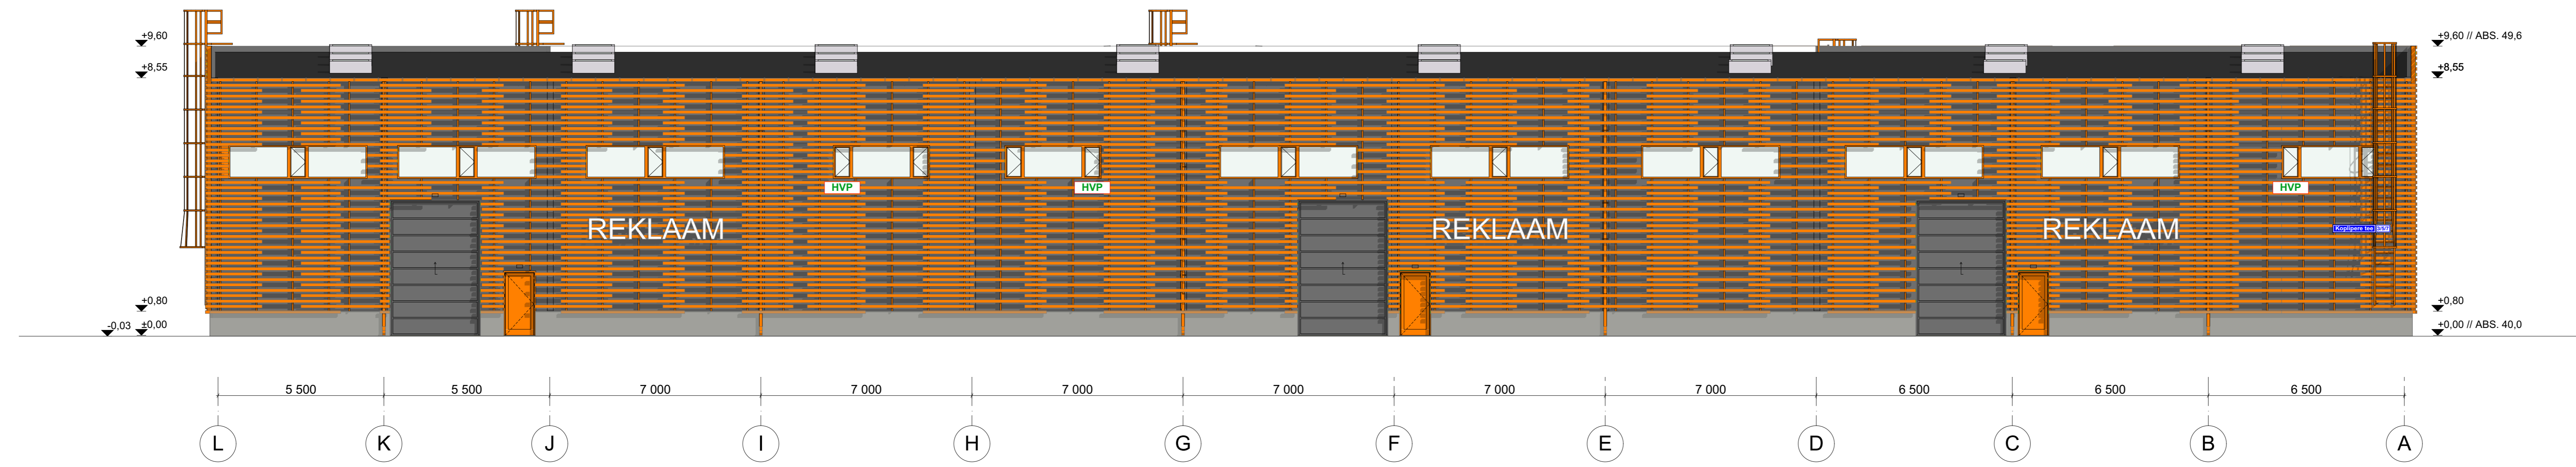 +9,60
+9,60 // ABS. 49,6
+8,55
+8,55
HVP
HVP
HVP
REKLAAM
REKLAAM
REKLAAM
Koplipere tee
+0,80
+0,80
-0,03
±0,00
+0,00 // ABS. 40,0
5 500
5 500
7 000
7 000
7 000
7 000
7 000
7 000
6 500
6 500
6 500
L
K
J
I
H
G
F
E
D
C
B
A